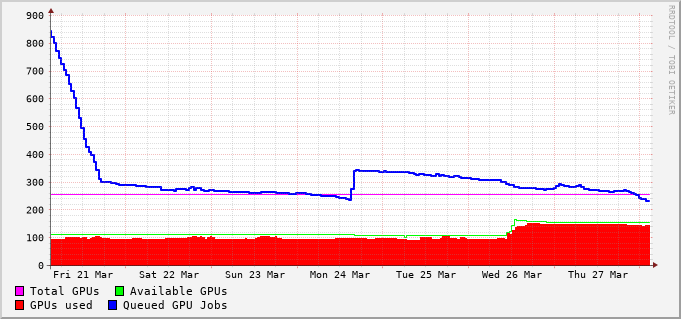 900
800
700
600
500
400
300
200
100
0
Fri 21 Mar Sat 22 Mar Sun 23 Mar Mon 24 Mar Tue 25 Mar Wed 26 Mar Thu 27 Mar
Total GPUs Available GPUs
GPUs used Queued GPU Jobs
RRDTOOL / TOBI OETIKER